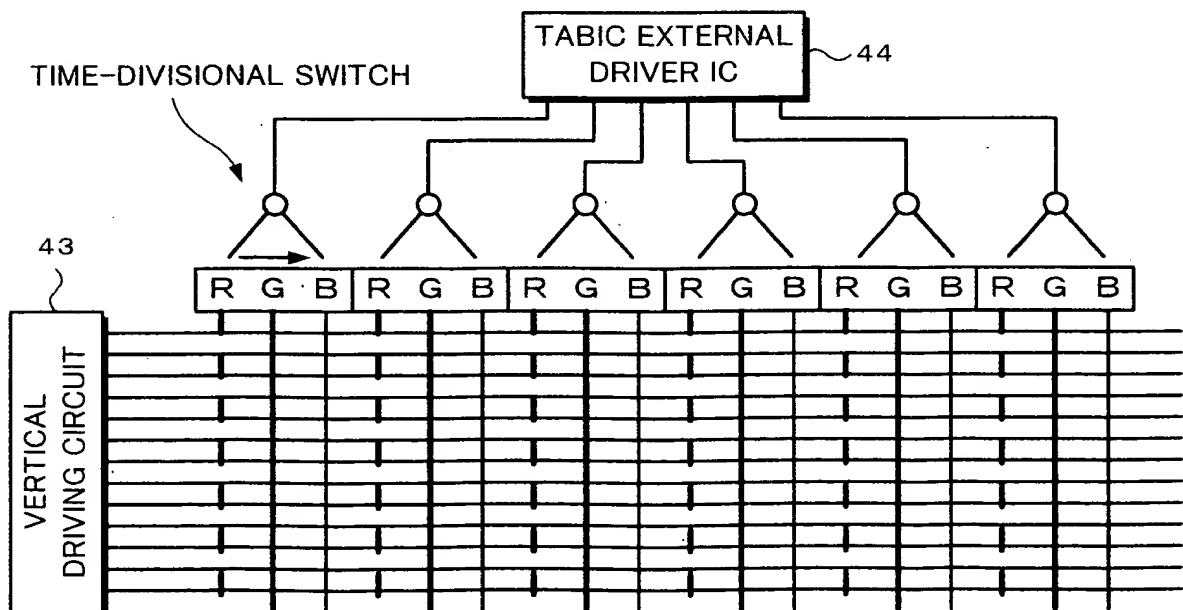 TABIC EXTERNAL
DRIVER IC
44
TIME-DIVISIONAL SWITCH
43
R G B R G B R G B R G B R G B R G B
VERTICAL
DRIVING CIRCUIT